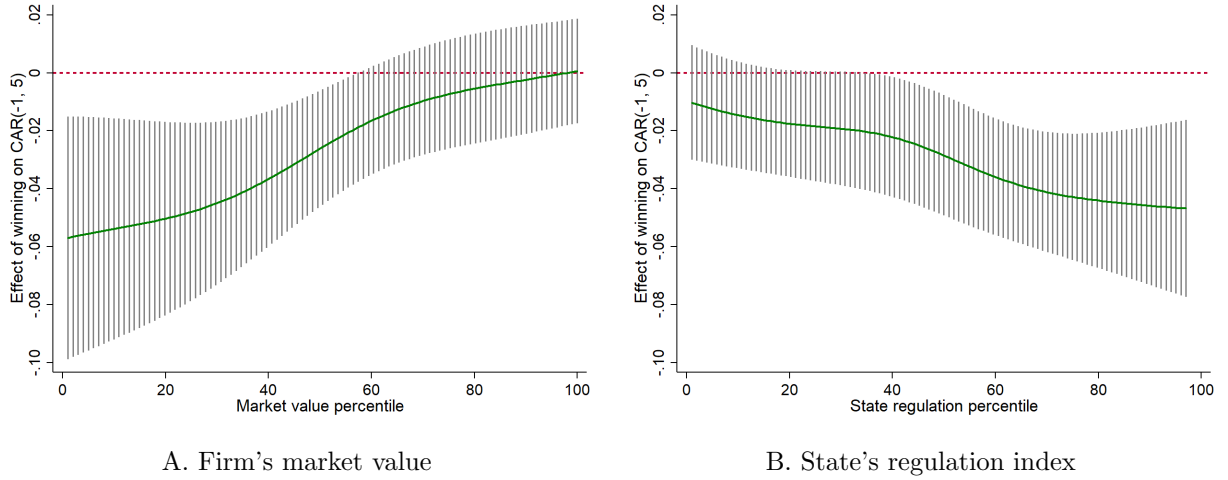 Effect of winning on CAR(-1, 5)
.02
0
-.02
-.04
-.06
-.08
-.10
0 20 40 60 80 100
Market value percentile
A. Firm's market value
Effect of winning on CAR(-1, 5)
.02
0
-.02
-.04
-.06
-.08
-.10
0 20 40 60 80 100
State regulation percentile
B. State's regulation index